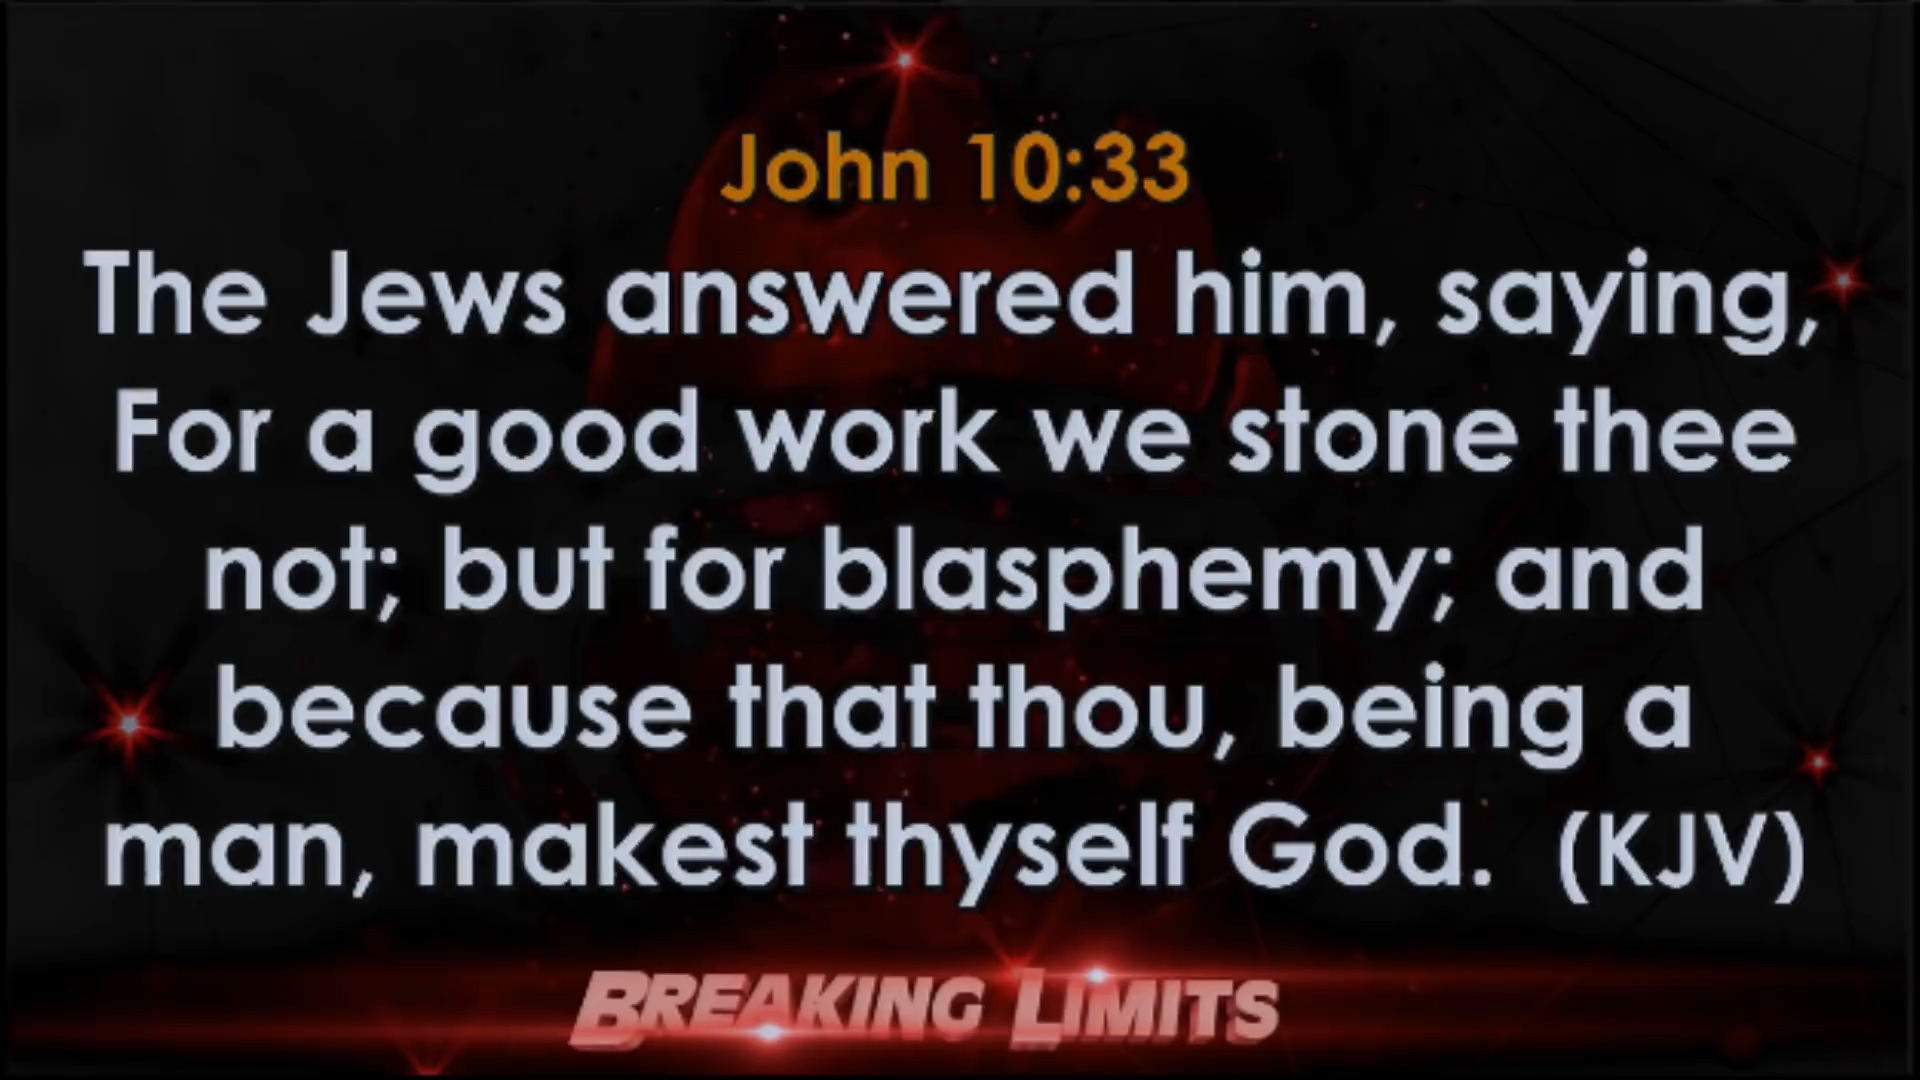 John 10:33
The Jews answered him, saying,
For a good work we stone thee
not; but for blasphemy; and
because that thou, being a
man, makest thyself God.  (KJV)
BREAKING LIMITS